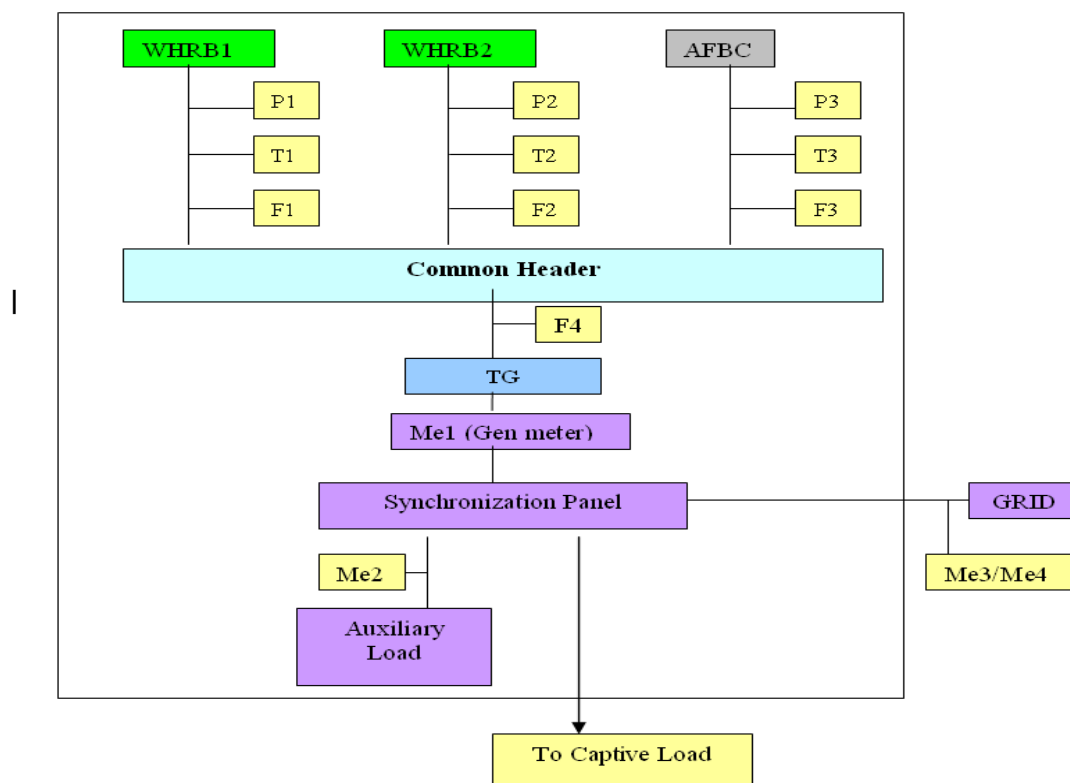 WHRB1
WHRB2
AFBC
P1
P2
P3
T1
T2
T3
F1
F2
F3
Common Header
F4
TG
Me1 (Gen meter)
Synchronization Panel
GRID
Me2
Me3/Me4
Auxiliary
Load
To Captive Load